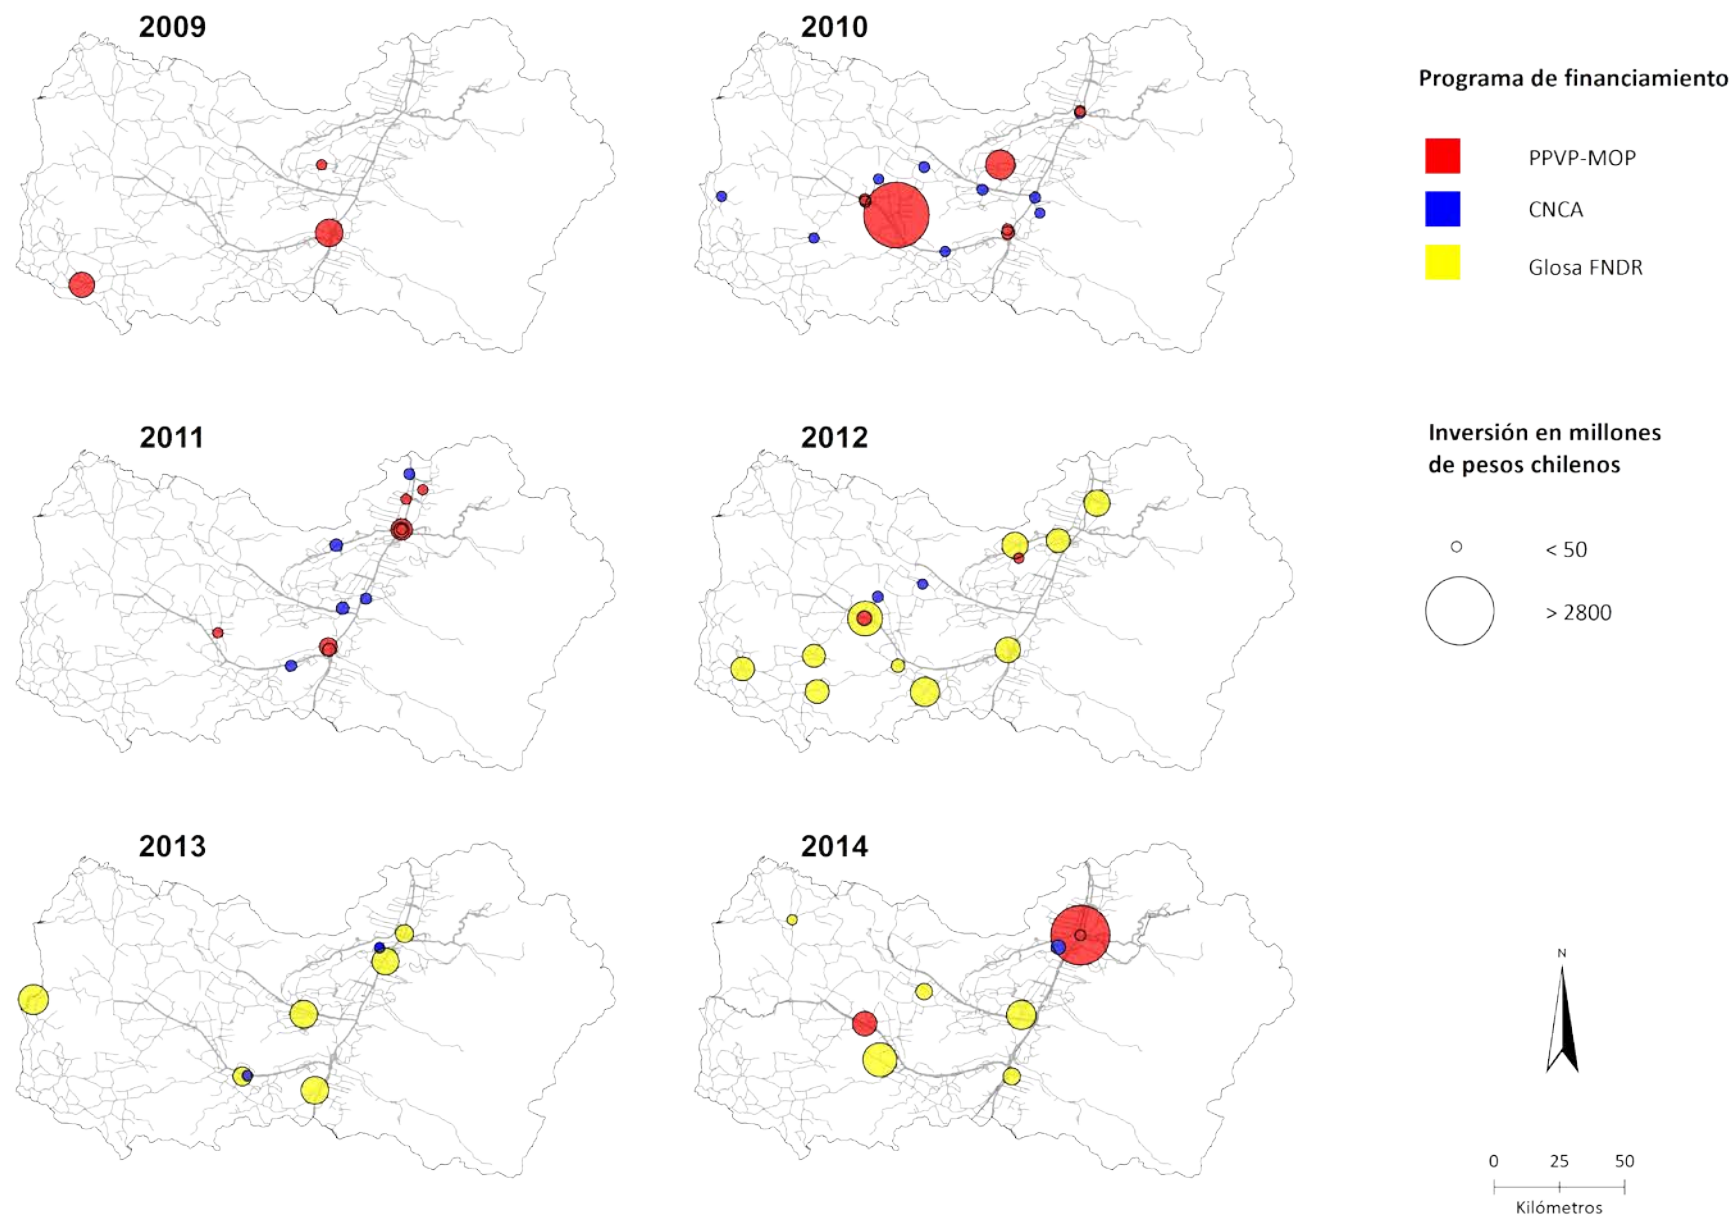 2009
2010
Programa de financiamiento
PPVP-MOP
CNCA
Glosa FNDR
2011
2012
Inversión en millones
de pesos chilenos
< 50
> 2800
2013
2014
N
0 25 50
Kilómetros